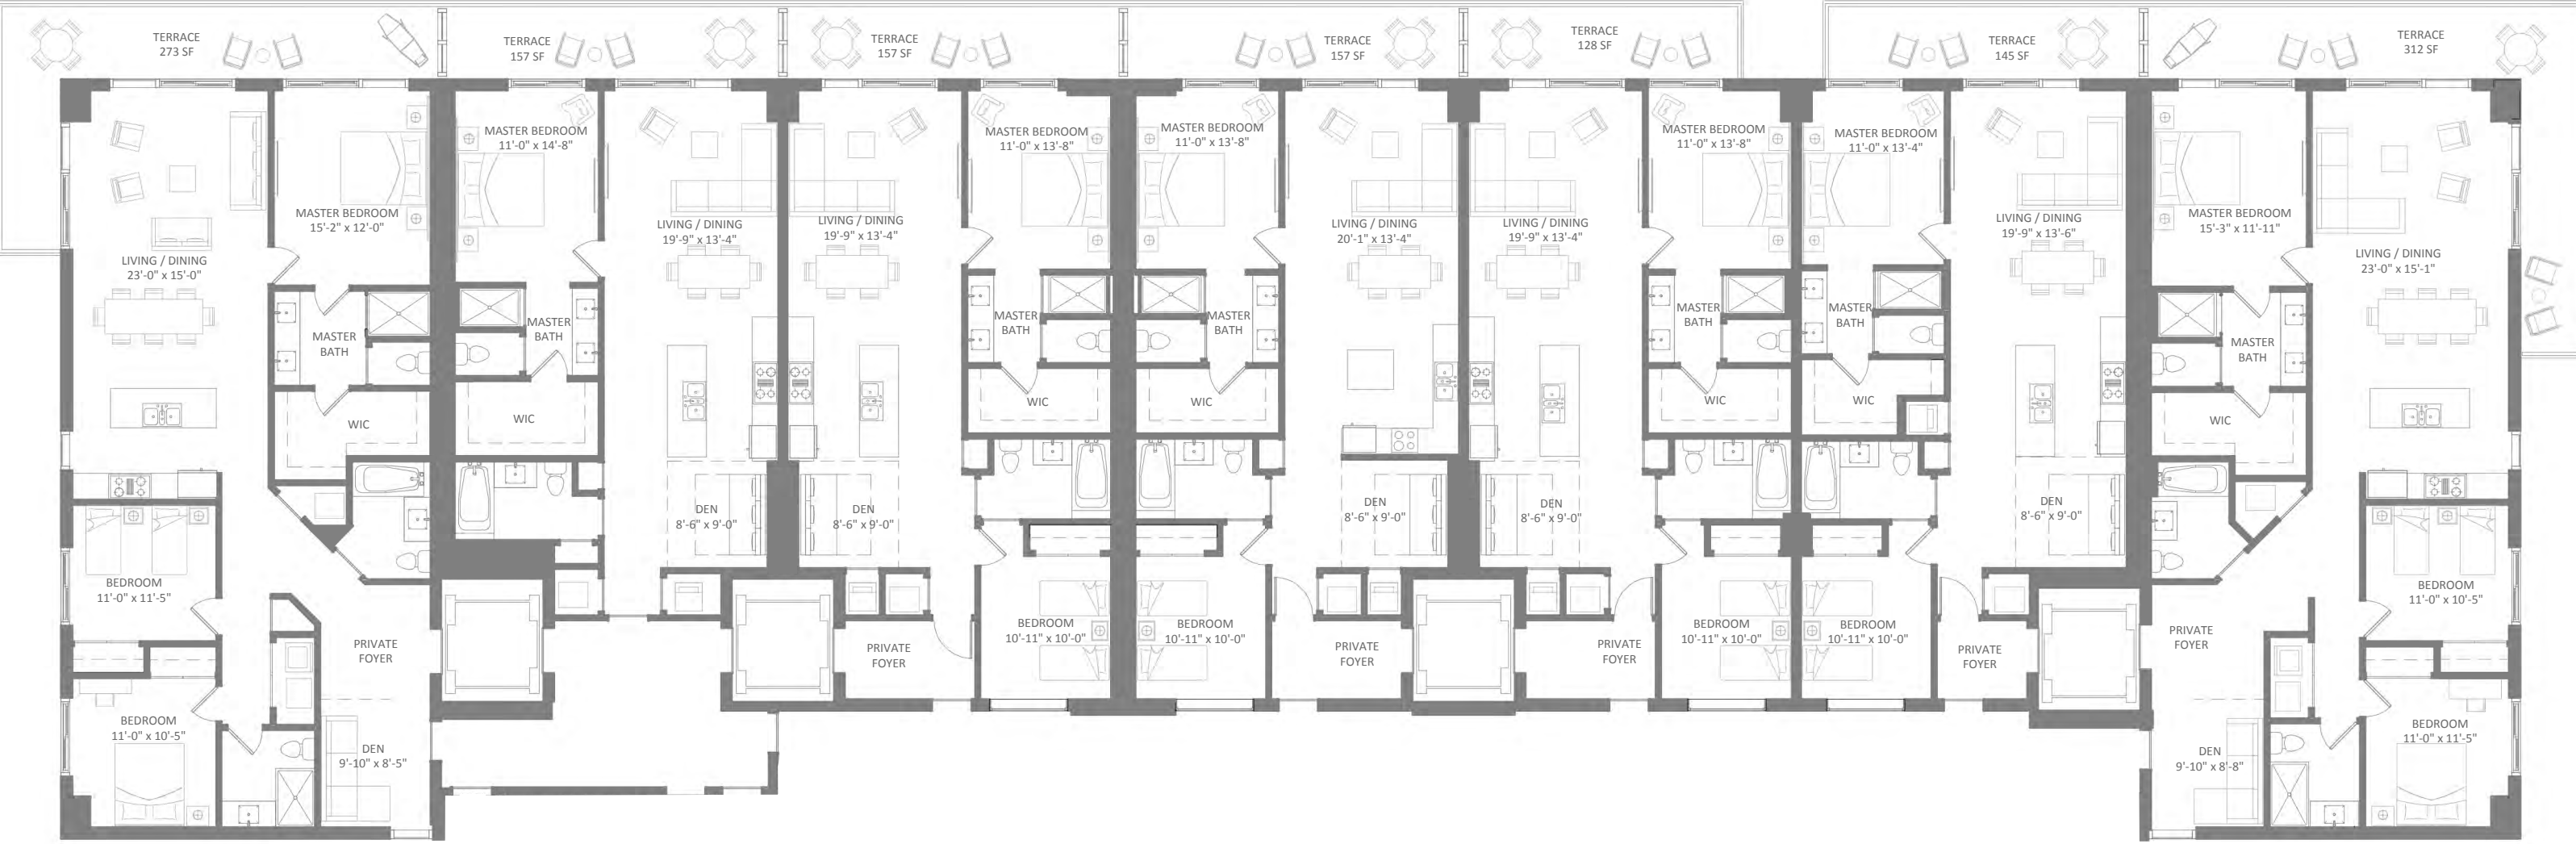 TERRACE
273 SF
TERRACE
157 SF
TERRACE
157 SF
TERRACE
157 SF
TERRACE
128 SF
TERRACE
145 SF
TERRACE
312 SF
MASTER BEDROOM
15'-2" x 12'-0"
LIVING / DINING
23'-0" x 15'-0"
MASTER
BATH
WIC
BEDROOM
11'-0" x 11'-5"
PRIVATE
FOYER
BEDROOM
11'-0" x 10'-5"
DEN
9'-10" x 8'-5"
MASTER BEDROOM
11'-0" x 14'-8"
LIVING / DINING
19'-9" x 13'-4"
MASTER
BATH
WIC
DEN
8'-6" x 9'-0"
LIVING / DINING
19'-9" x 13'-4"
MASTER BEDROOM
11'-0" x 13'-8"
MASTER
BATH
WIC
DEN
8'-6" x 9'-0"
BEDROOM
10'-11" x 10'-0"
PRIVATE
FOYER
MASTER BEDROOM
11'-0" x 13'-8"
LIVING / DINING
20'-1" x 13'-4"
MASTER
BATH
WIC
DEN
8'-6" x 9'-0"
BEDROOM
10'-11" x 10'-0"
PRIVATE
FOYER
LIVING / DINING
19'-9" x 13'-4"
MASTER BEDROOM
11'-0" x 13'-8"
MASTER
BATH
WIC
DEN
8'-6" x 9'-0"
PRIVATE
FOYER
BEDROOM
10'-11" x 10'-0"
MASTER BEDROOM
11'-0" x 13'-4"
LIVING / DINING
19'-9" x 13'-6"
MASTER
BATH
WIC
DEN
8'-6" x 9'-0"
BEDROOM
10'-11" x 10'-0"
PRIVATE
FOYER
MASTER BEDROOM
15'-3" x 11'-11"
LIVING / DINING
23'-0" x 15'-1"
MASTER
BATH
WIC
BEDROOM
11'-0" x 10'-5"
PRIVATE
FOYER
BEDROOM
11'-0" x 11'-5"
DEN
9'-10" x 8'-8"